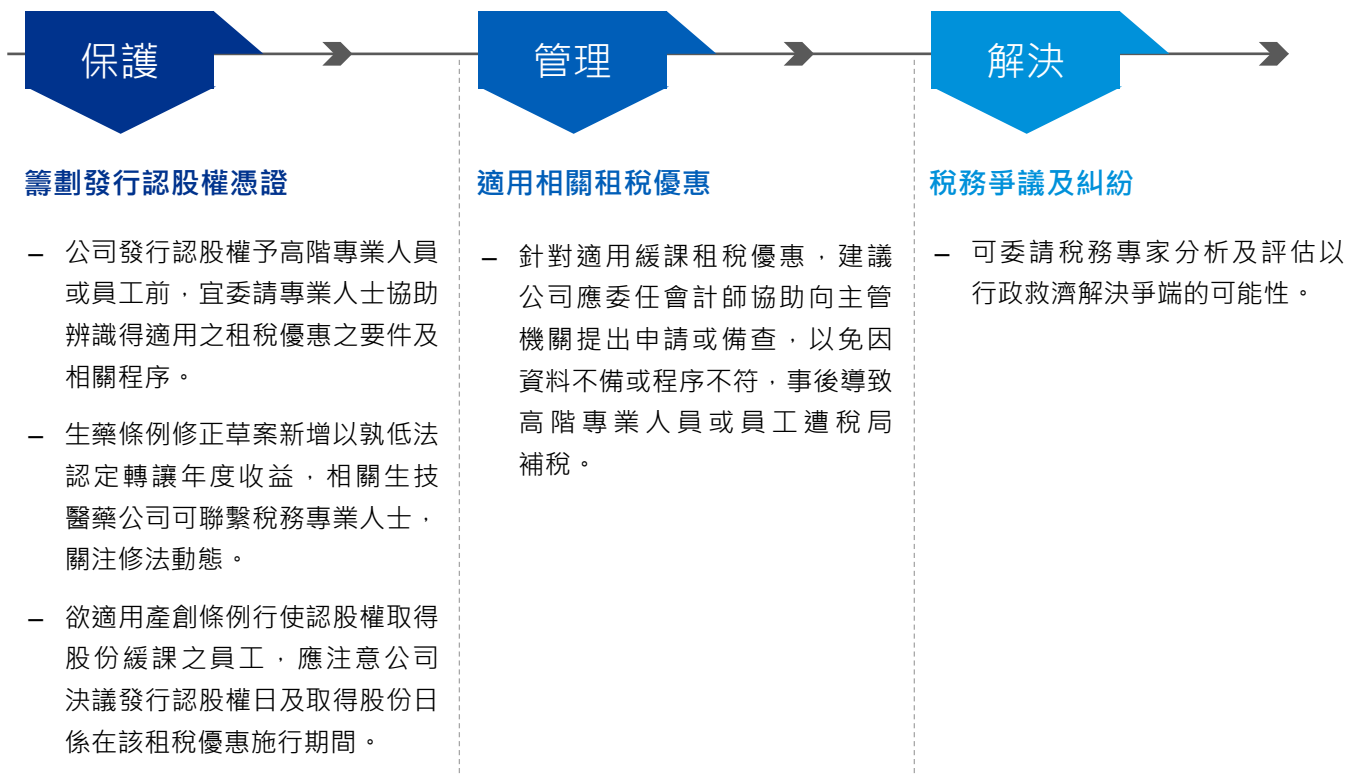 保護
籌劃發行認股權憑證
– 公司發行認股權予高階專業人員
或員工前，宜委請專業人士協助
辨識得適用之租稅優惠之要件及
相關程序。
– 生藥條例修正草案新增以孰低法
認定轉讓年度收益，相關生技
醫藥公司可聯繫稅務專業人士，
關注修法動態。
– 欲適用產創條例行使認股權取得
股份緩課之員工，應注意公司
決議發行認股權日及取得股份日
係在該租稅優惠施行期間。
管理
適用相關租稅優惠
– 針對適用緩課租稅優惠，建議
公司應委任會計師協助向主管
機關提出申請或備查，以免因
資料不備或程序不符，事後導致
高階專業人員或員工遭稅局
補稅。
解決
稅務爭議及糾紛
– 可委請稅務專家分析及評估以
行政救濟解決爭端的可能性。